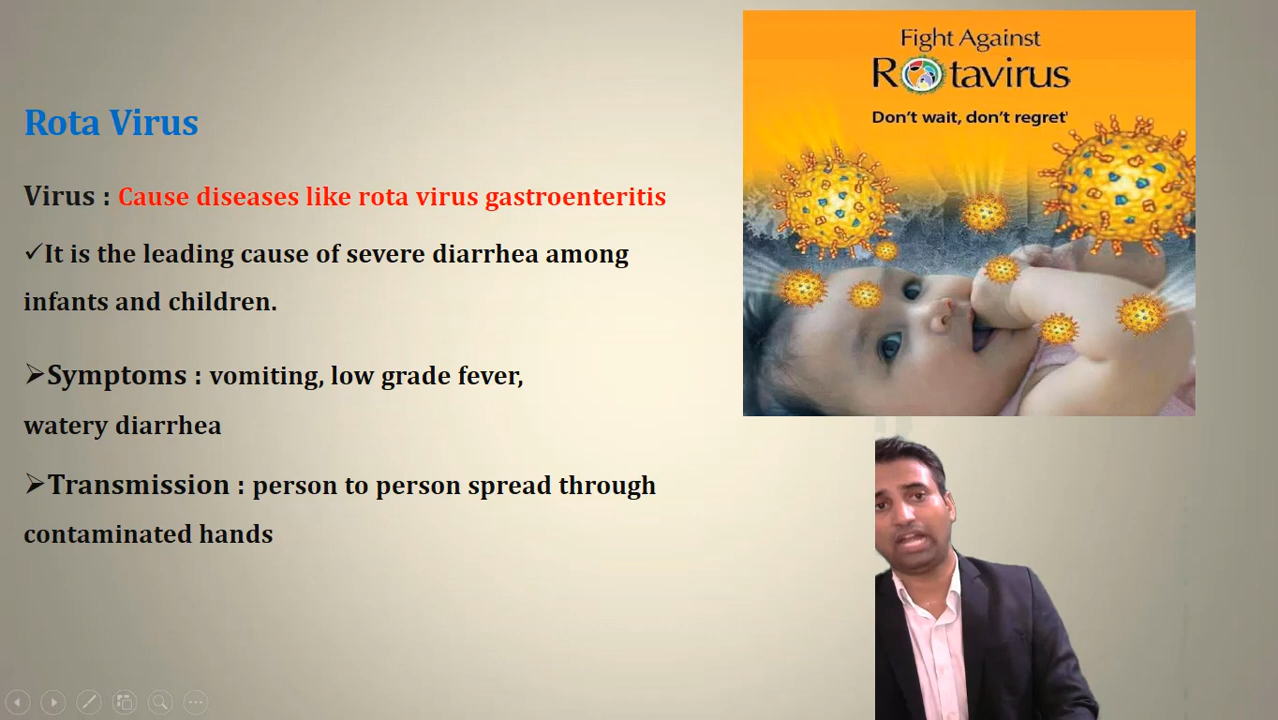 Rota Virus
Virus : Cause diseases like rota virus gastroenteritis
✓It is the leading cause of severe diarrhea among
infants and children.
➢Symptoms : vomiting, low grade fever,
watery diarrhea
➢Transmission : person to person spread through
contaminated hands
Fight Against
Rotavirus
Don't wait, don't regret'